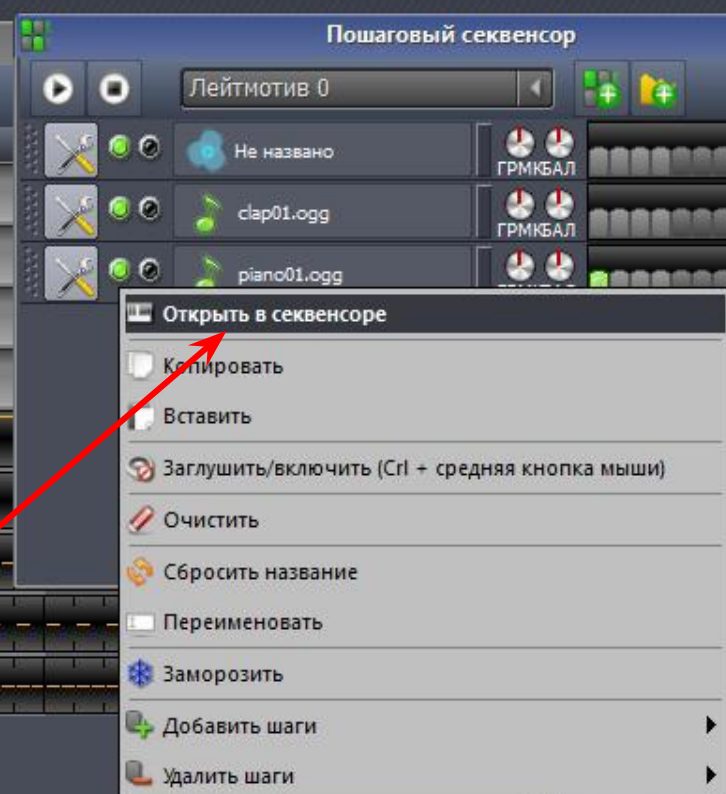 Пошаговый секвенсор
Лейтмотив 0
Не названо
ГРМК БАЛ
clap01.ogg
ГРМК БАЛ
piano01.ogg
Открыть в секвенсоре
Копировать
Вставить
Заглушить/включить (Crl + средняя кнопка мыши)
Очистить
Сбросить название
Переименовать
Заморозить
Добавить шаги
Удалить шаги